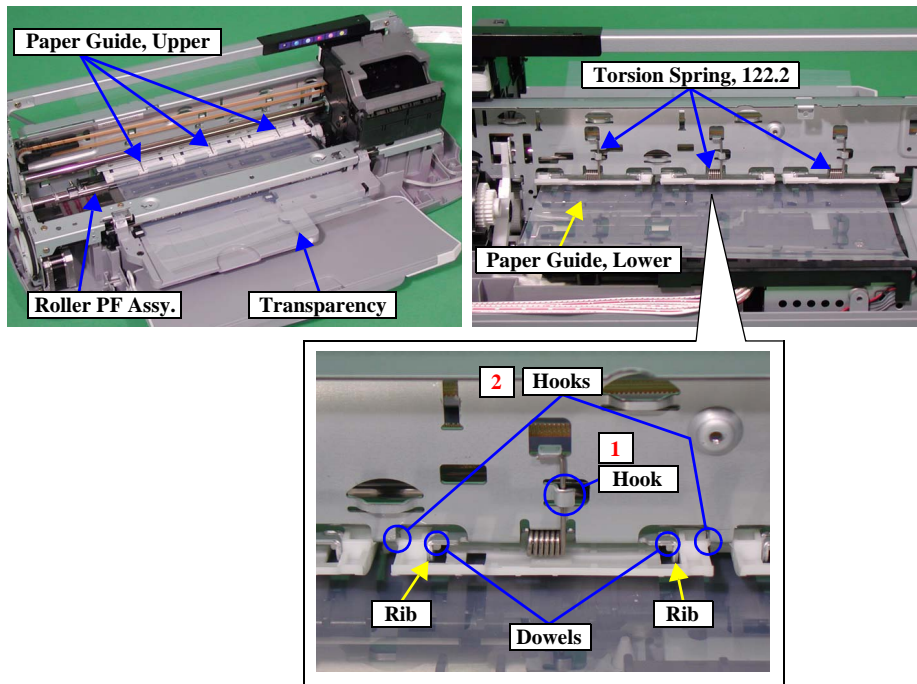 Paper Guide, Upper
Roller PF Assy.
Transparency
Torsion Spring, 122.2
Paper Guide, Lower
2
Hooks
1
Hook
Rib
Rib
Dowels